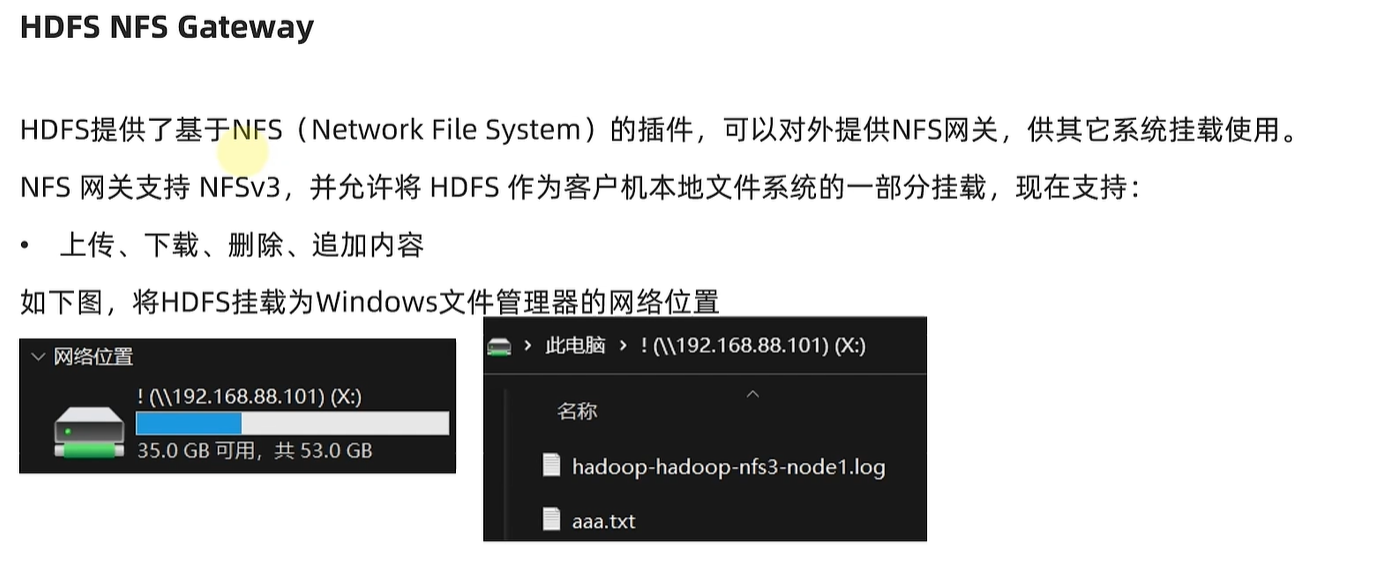 HDFS NFS Gateway
HDFS提供了基于NFS（Network File System）的插件，可以对外提供NFS网关，供其它系统挂载使用。
NFS 网关支持 NFSv3，并允许将 HDFS 作为客户机本地文件系统的一部分挂载，现在支持：
• 上传、下载、删除、追加内容
如下图，将HDFS挂载为Windows文件管理器的网络位置
网络位置
! (\\192.168.88.101) (X:)
35.0 GB 可用，共 53.0 GB
› 此电脑 › ! (\\192.168.88.101) (X:)
名称
hadoop-hadoop-nfs3-node1.log
aaa.txt